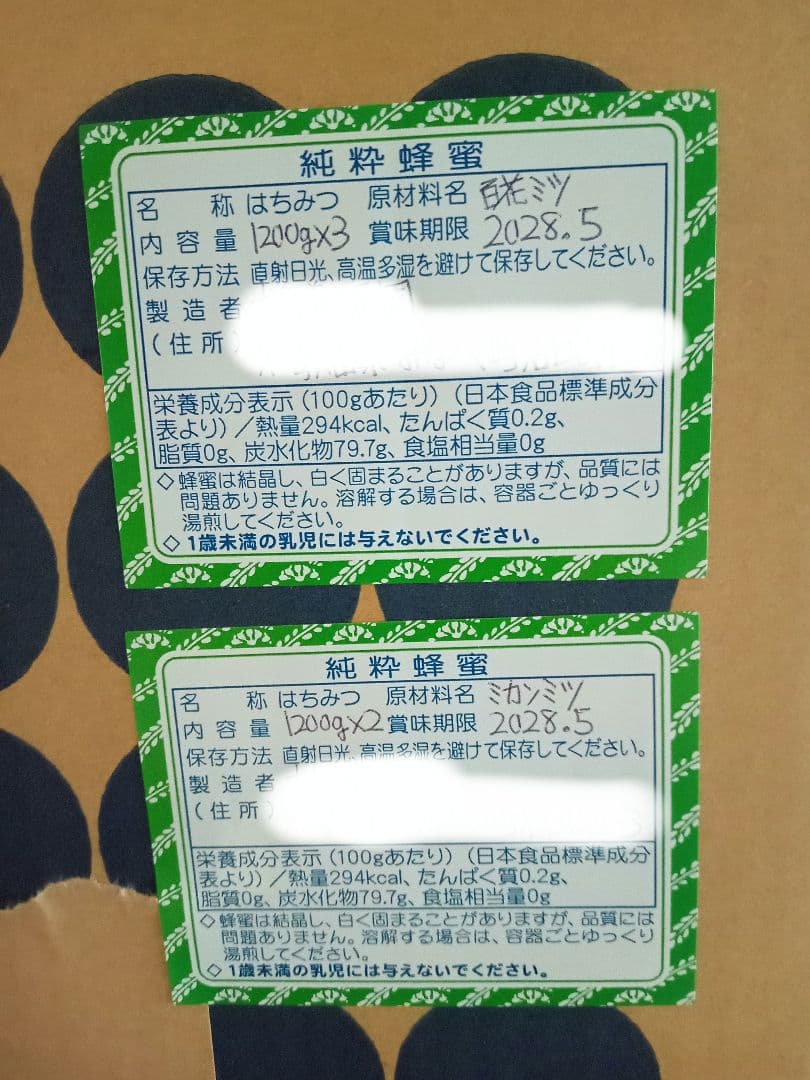 純粋蜂蜜
名　　称 はちみつ 原材料名 百花ミツ
内容量 1200g×3 賞味期限 2028.5
保存方法 直射日光、高温多湿を避けて保存してください。
製造者
（住所）
栄養成分表示（100gあたり）（日本食品標準成分
表より）／熱量294kcal、たんぱく質0.2g、
脂質0g、炭水化物79.7g、食塩相当量0g
◇蜂蜜は結晶し、白く固まることがありますが、品質には
問題ありません。溶解する場合は、容器ごとゆっくり
湯煎してください。
◇1歳未満の乳児には与えないでください。
純粋蜂蜜
名　　称 はちみつ 原材料名 ミカンミツ
内容量 1200g×2 賞味期限 2028.5
保存方法 直射日光、高温多湿を避けて保存してください。
製造者
（住所）
栄養成分表示（100gあたり）（日本食品標準成分
表より）／熱量294kcal、たんぱく質0.2g、
脂質0g、炭水化物79.7g、食塩相当量0g
◇蜂蜜は結晶し、白く固まることがありますが、品質には
問題ありません。溶解する場合は、容器ごとゆっくり
湯煎してください。
◇1歳未満の乳児には与えないでください。